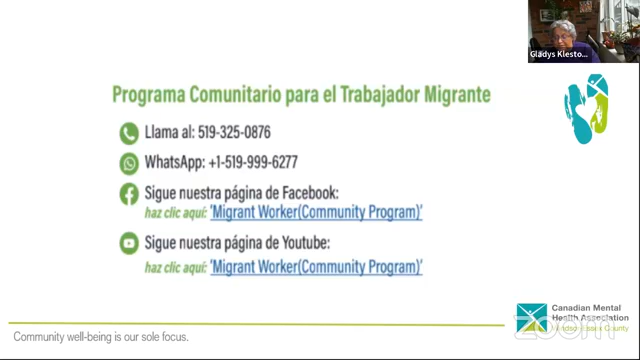 Gladys Klesto...
Programa Comunitario para el Trabajador Migrante
Llama al: 519-325-0876
WhatsApp: +1-519-999-6277
Sigue nuestra página de Facebook:
haz clic aquí: 'Migrant Worker(Community Program)'
Sigue nuestra página de Youtube:
haz clic aquí: 'Migrant Worker(Community Program)'
Canadian Mental
Health Association
Windsor-Essex County
zoom
Community well-being is our sole focus.